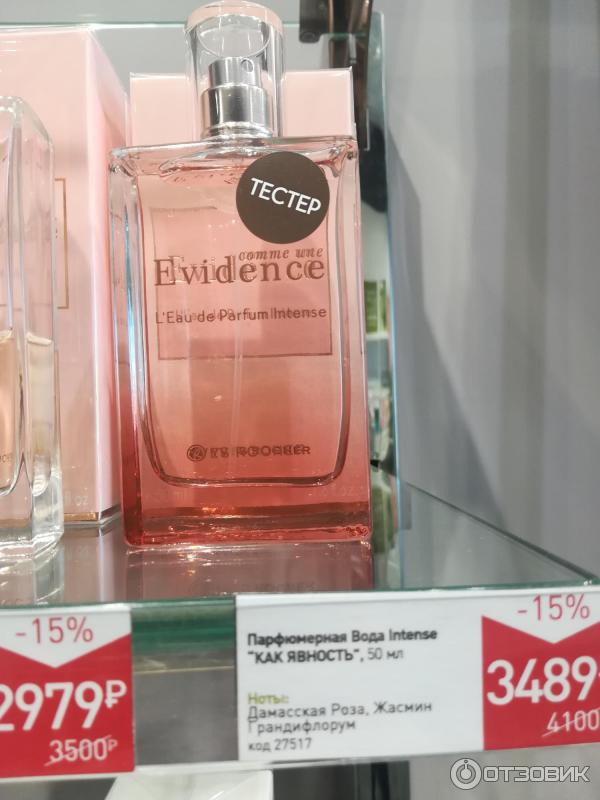 ТЕСТЕР
comme une
Evidence
L'Eau de Parfum Intense
YVES ROCHER
-15%
2979₽
3500₽
Парфюмерная Вода Intense
"КАК ЯВНОСТЬ", 50 мл
Ноты:
Дамасская Роза, Жасмин
Грандифлорум
код 27517
-15%
3489
4100
ОТЗОВИК